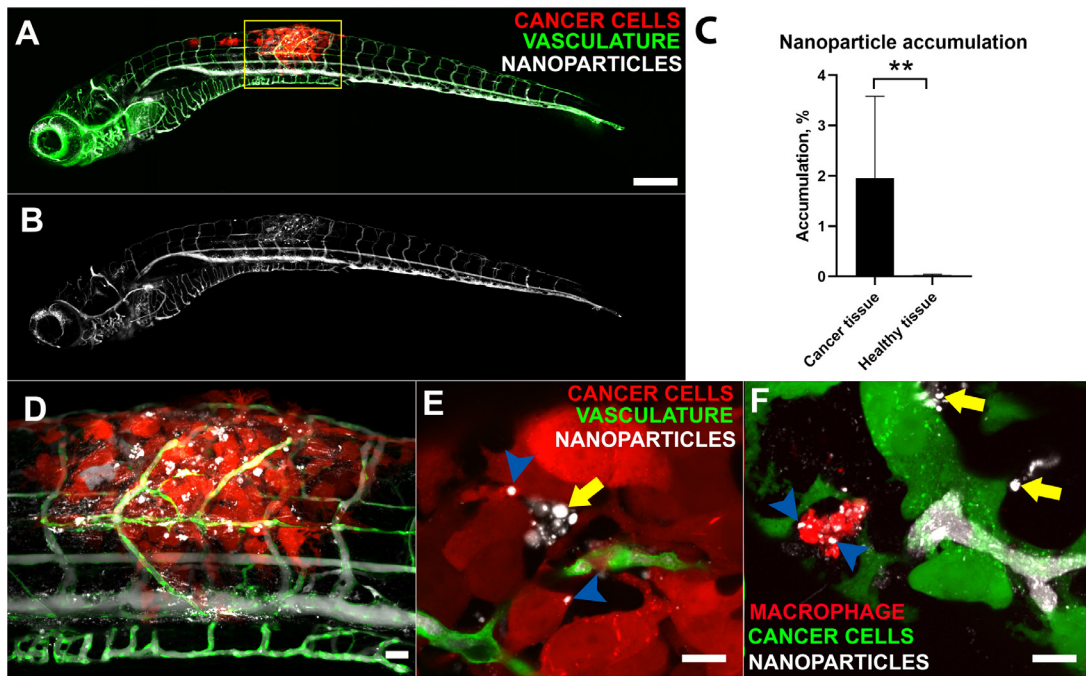 A
CANCER CELLS
VASCULATURE
NANOPARTICLES
B
C
Nanoparticle accumulation
**
Accumulation, %
4
3
2
1
0
Cancer tissue
Healthy tissue
D
E
CANCER CELLS
VASCULATURE
NANOPARTICLES
F
MACROPHAGE
CANCER CELLS
NANOPARTICLES